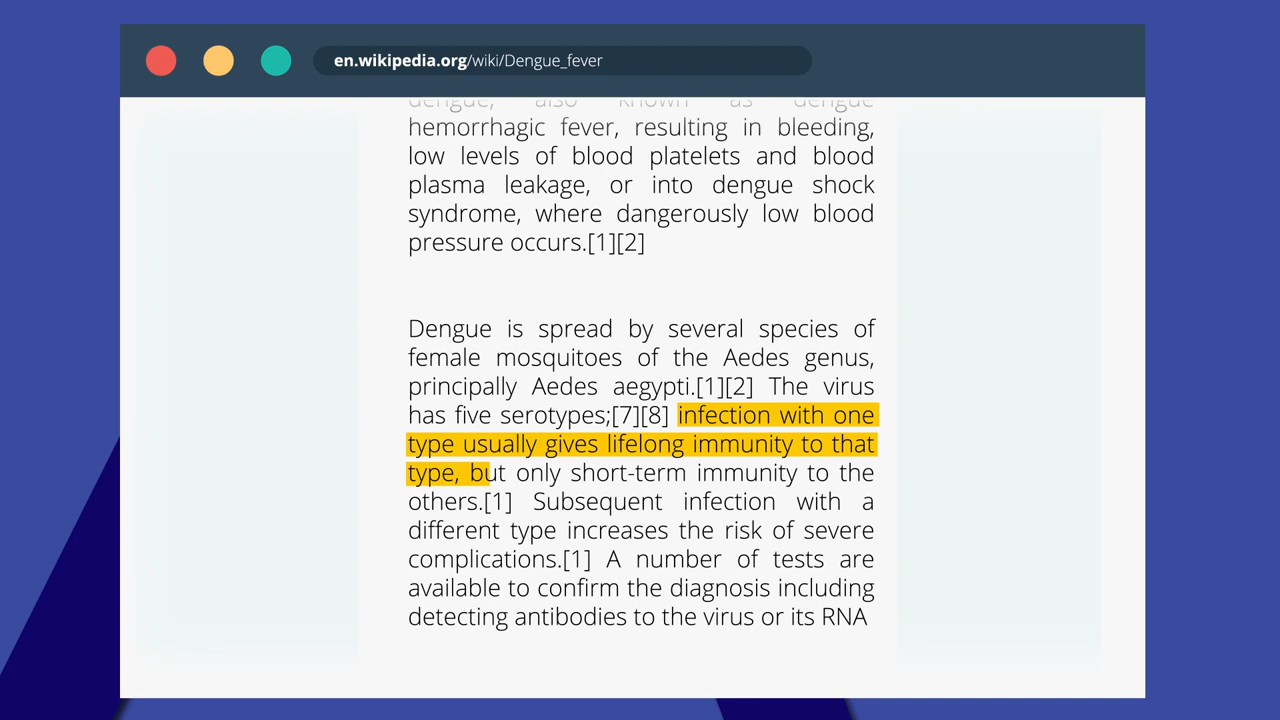 en.wikipedia.org/wiki/Dengue_fever
dengue, also known as dengue
hemorrhagic fever, resulting in bleeding,
low levels of blood platelets and blood
plasma leakage, or into dengue shock
syndrome, where dangerously low blood
pressure occurs.[1][2]
Dengue is spread by several species of
female mosquitoes of the Aedes genus,
principally Aedes aegypti.[1][2] The virus
has five serotypes;[7][8] infection with one
type usually gives lifelong immunity to that
type, but only short-term immunity to the
others.[1] Subsequent infection with a
different type increases the risk of severe
complications.[1] A number of tests are
available to confirm the diagnosis including
detecting antibodies to the virus or its RNA